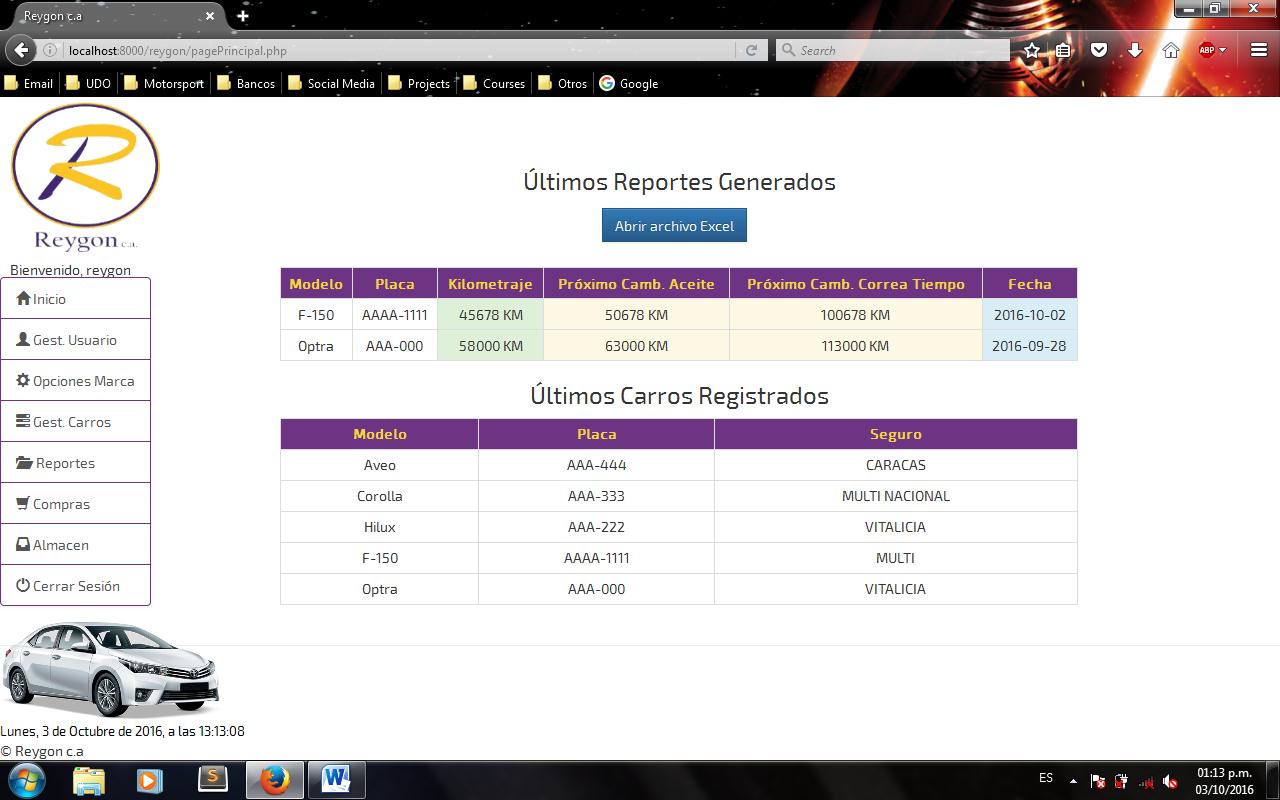 Reygon c.a
localhost:8000/reygon/pagePrincipal.php
Search
ABP
Email UDO Motorsport Bancos Social Media Projects Courses Otros Google
R
Reygon c.a.
Bienvenido, reygon
Inicio
Gest. Usuario
Opciones Marca
Gest. Carros
Reportes
Compras
Almacen
Cerrar Sesión
Últimos Reportes Generados
Abrir archivo Excel
Modelo Placa Kilometraje Próximo Camb. Aceite Próximo Camb. Correa Tiempo Fecha
F-150 AAAA-1111 45678 KM 50678 KM 100678 KM 2016-10-02
Optra AAA-000 58000 KM 63000 KM 113000 KM 2016-09-28
Últimos Carros Registrados
Modelo Placa Seguro
Aveo AAA-444 CARACAS
Corolla AAA-333 MULTI NACIONAL
Hilux AAA-222 VITALICIA
F-150 AAAA-1111 MULTI
Optra AAA-000 VITALICIA
Lunes, 3 de Octubre de 2016, a las 13:13:08
© Reygon c.a
ES
01:13 p.m.
03/10/2016